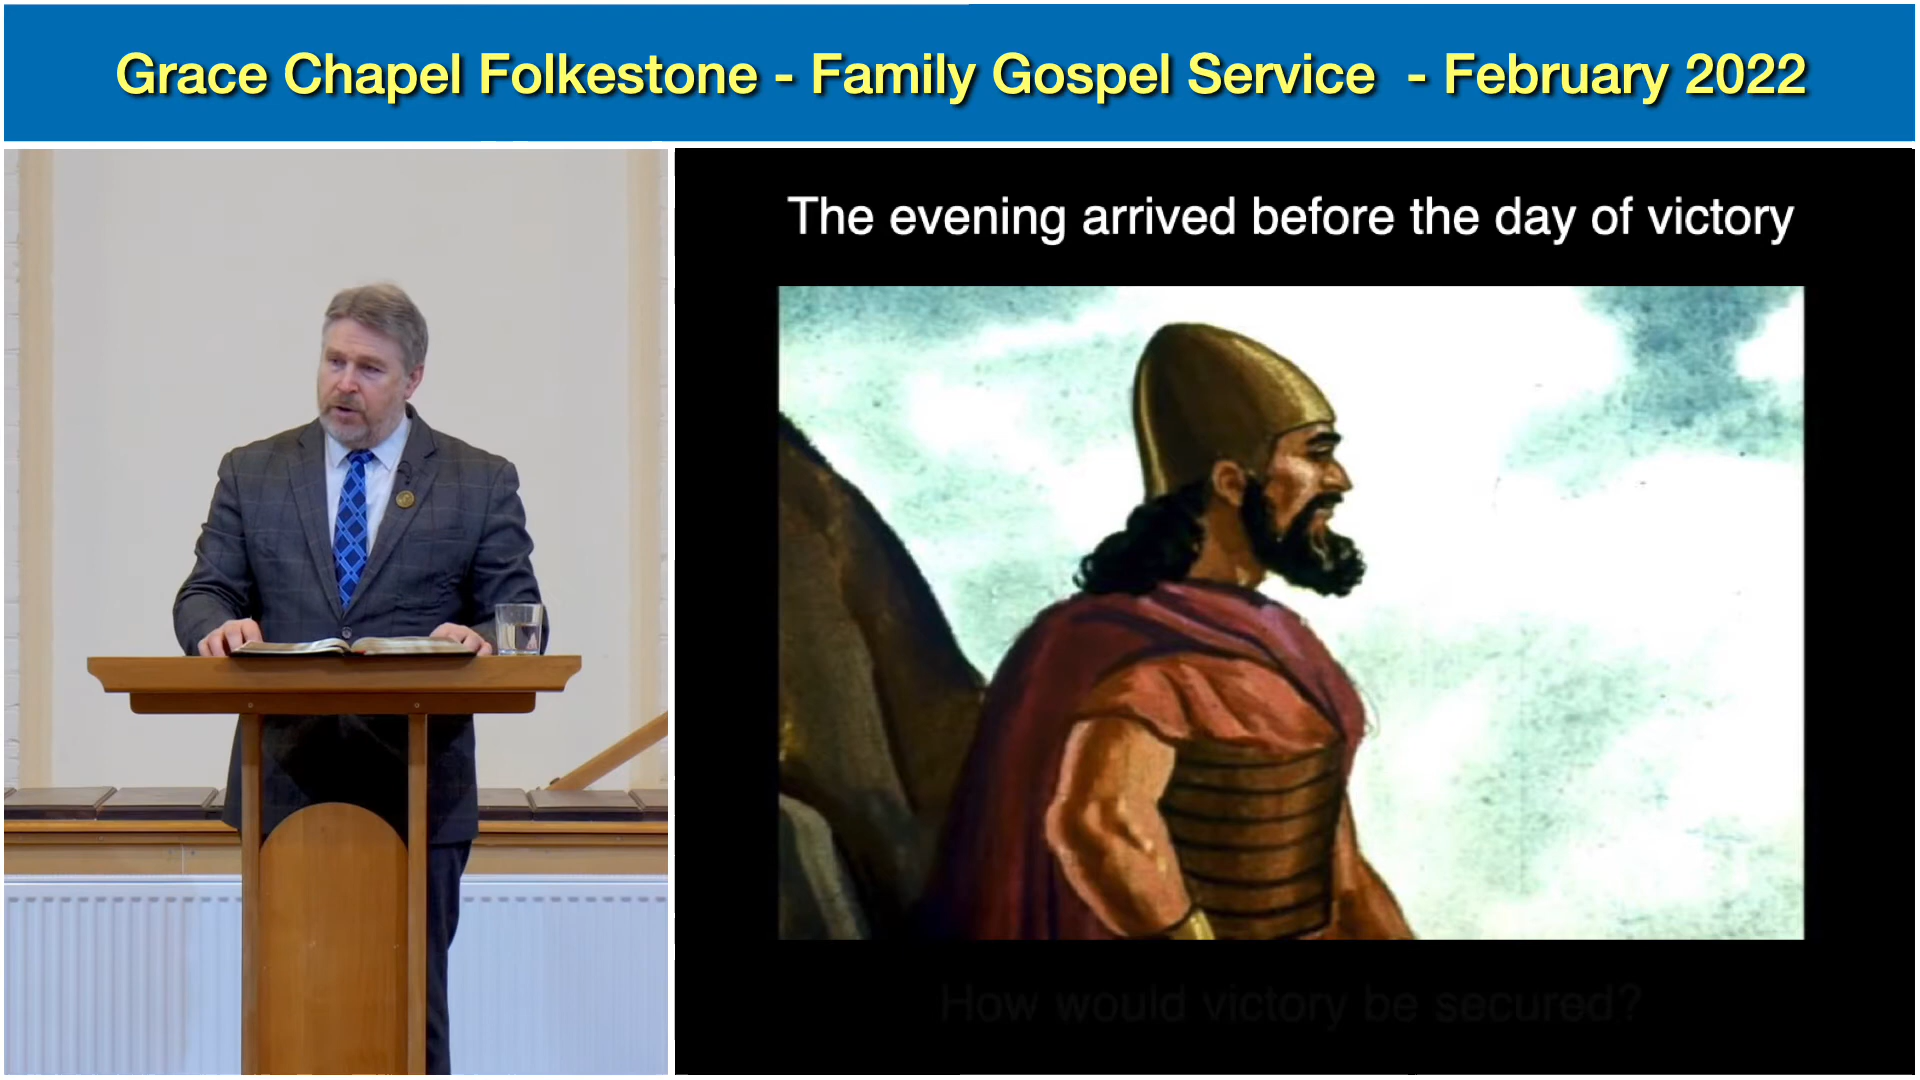 Grace Chapel Folkestone - Family Gospel Service - February 2022
The evening arrived before the day of victory
How would victory be secured?